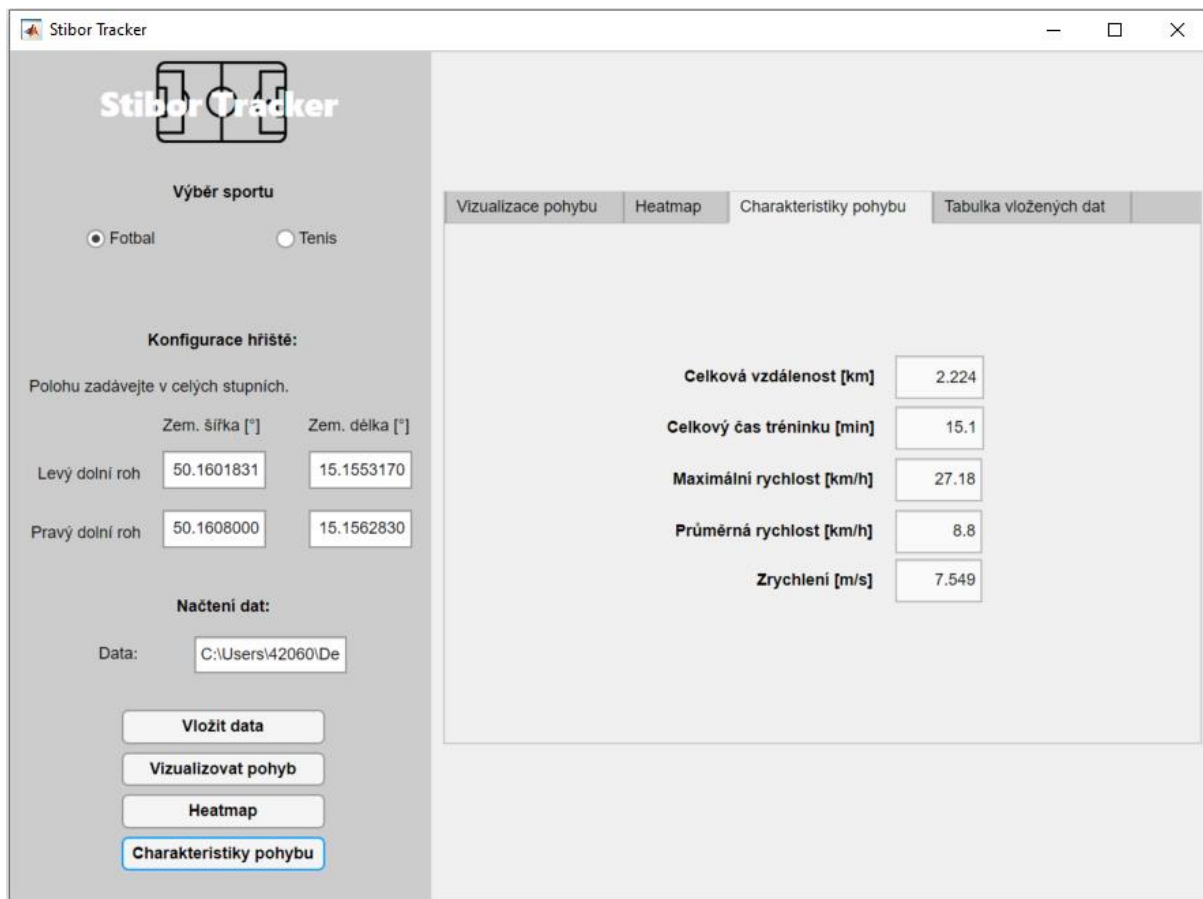 Stibor Tracker
Stibor Tracker
Výběr sportu
Fotbal Tenis
Konfigurace hřiště:
Polohu zadávejte v celých stupních.
Zem. šířka [°] Zem. délka [°]
Levý dolní roh 50.1601831 15.1553170
Pravý dolní roh 50.1608000 15.1562830
Načtení dat:
Data: C:\Users\42060\De
Vložit data
Vizualizovat pohyb
Heatmap
Charakteristiky pohybu
Vizualizace pohybu Heatmap Charakteristiky pohybu Tabulka vložených dat
Celková vzdálenost [km] 2.224
Celkový čas tréninku [min] 15.1
Maximální rychlost [km/h] 27.18
Průměrná rychlost [km/h] 8.8
Zrychlení [m/s] 7.549